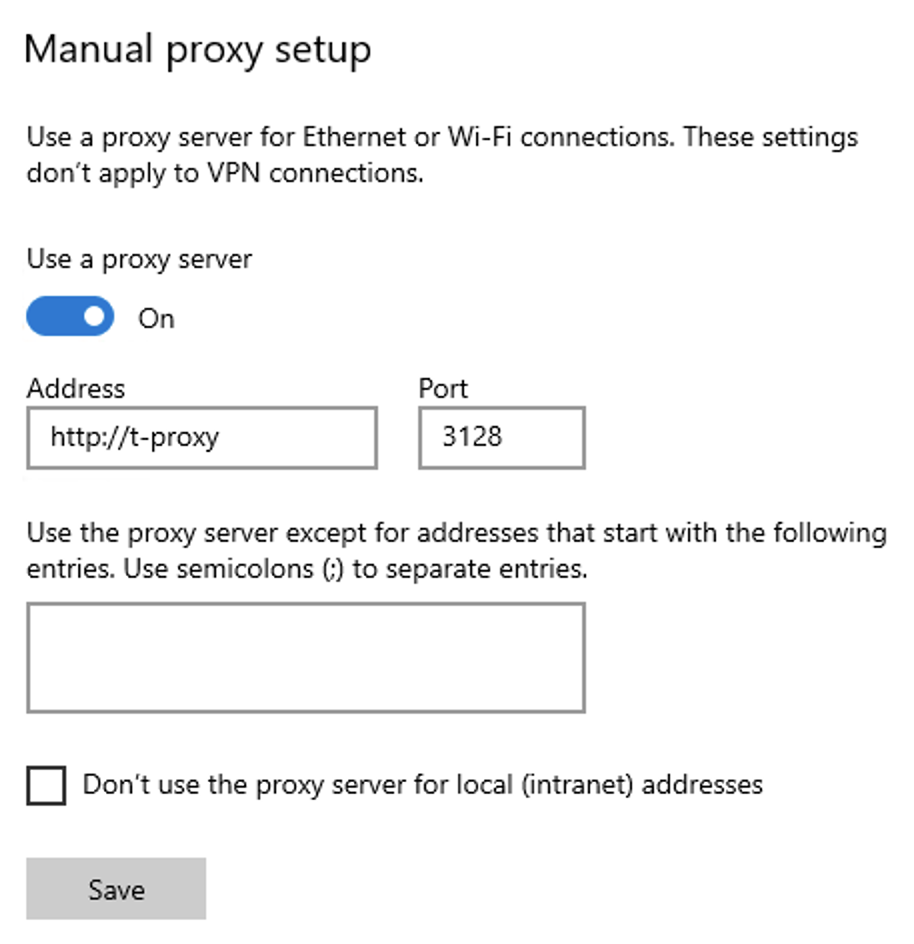 Manual proxy setup
Use a proxy server for Ethernet or Wi-Fi connections. These settings
don't apply to VPN connections.
Use a proxy server
On
Address Port
http://t-proxy 3128
Use the proxy server except for addresses that start with the following
entries. Use semicolons (;) to separate entries.
Don't use the proxy server for local (intranet) addresses
Save